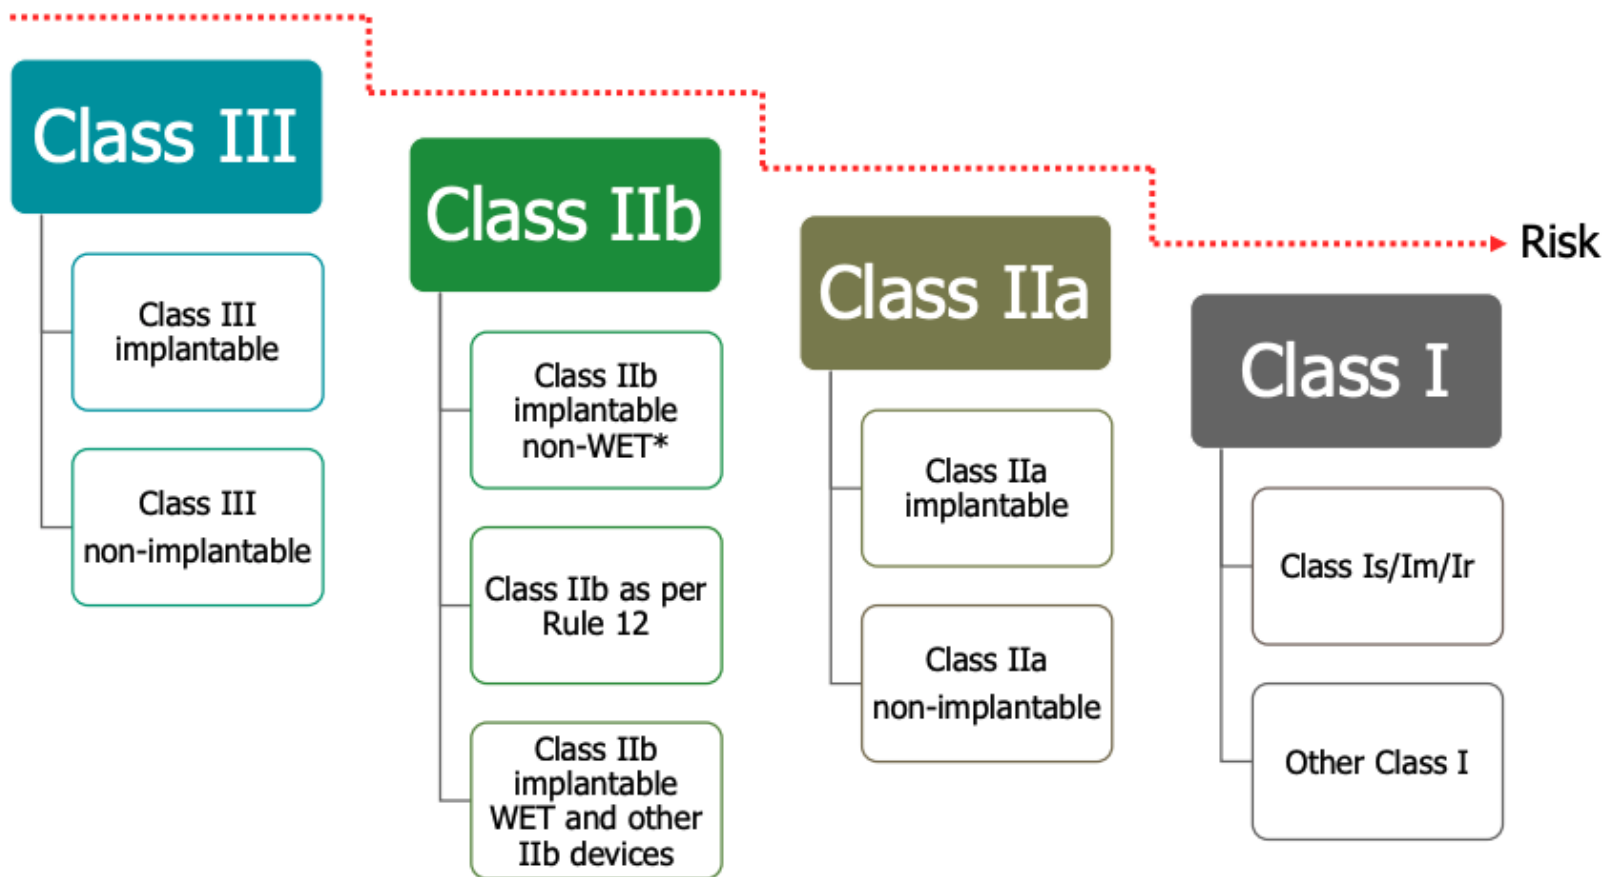 Class III
Class III
implantable
Class III
non-implantable
Class IIb
Class IIb
implantable
non-WET*
Class IIb as per
Rule 12
Class IIb
implantable
WET and other
IIb devices
Class IIa
Class IIa
implantable
Class IIa
non-implantable
Risk
Class I
Class Is/Im/Ir
Other Class I